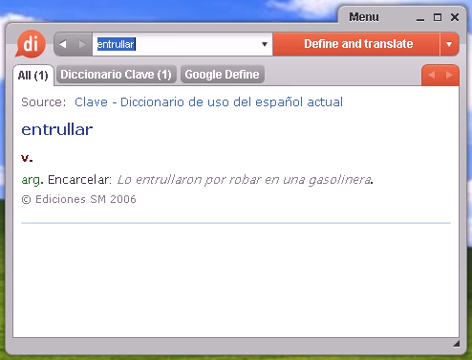 Menu
di
entrullar
Define and translate
All (1)
Diccionario Clave (1)
Google Define
Source: Clave - Diccionario de uso del español actual
entrullar
v.
arg. Encarcelar: Lo entrullaron por robar en una gasolinera.
© Ediciones SM 2006